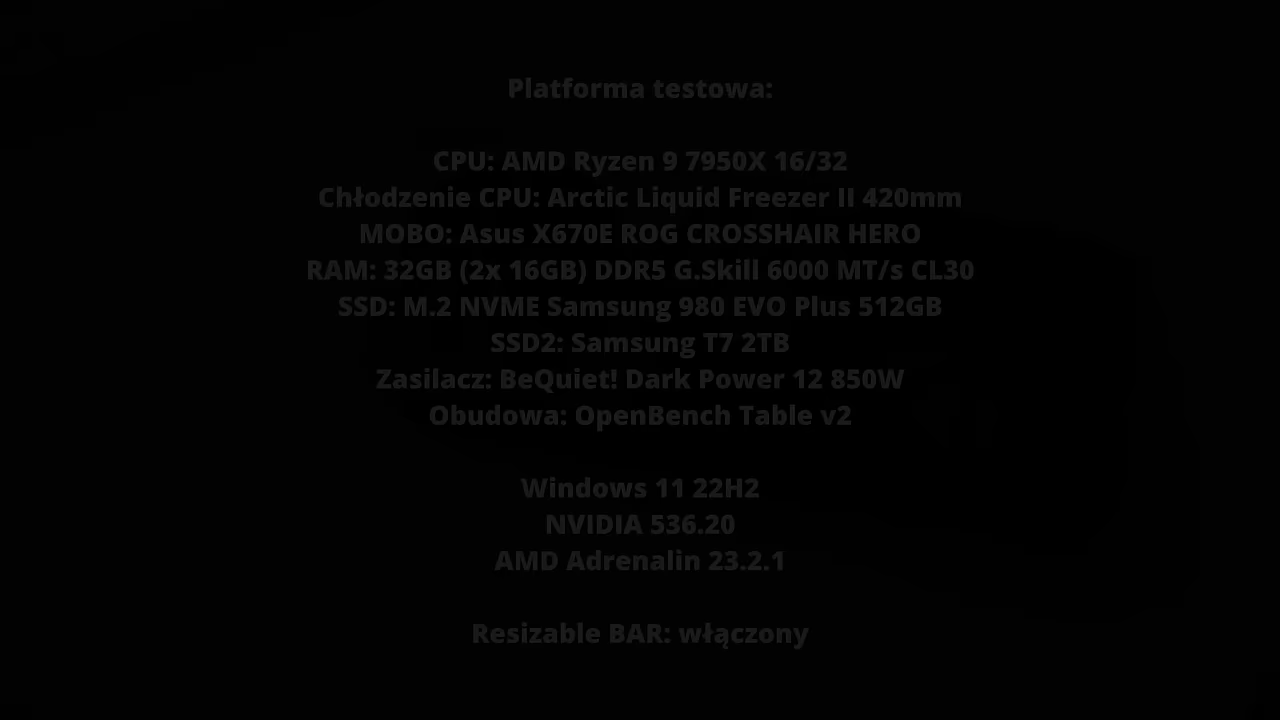 Platforma testowa:
CPU: AMD Ryzen 9 7950X 16/32
Chłodzenie CPU: Arctic Liquid Freezer II 420mm
MOBO: Asus X670E ROG CROSSHAIR HERO
RAM: 32GB (2x 16GB) DDR5 G.Skill 6000 MT/s CL30
SSD: M.2 NVME Samsung 980 EVO Plus 512GB
SSD2: Samsung T7 2TB
Zasilacz: BeQuiet! Dark Power 12 850W
Obudowa: OpenBench Table v2
Windows 11 22H2
NVIDIA 536.20
AMD Adrenalin 23.2.1
Resizable BAR: włączony